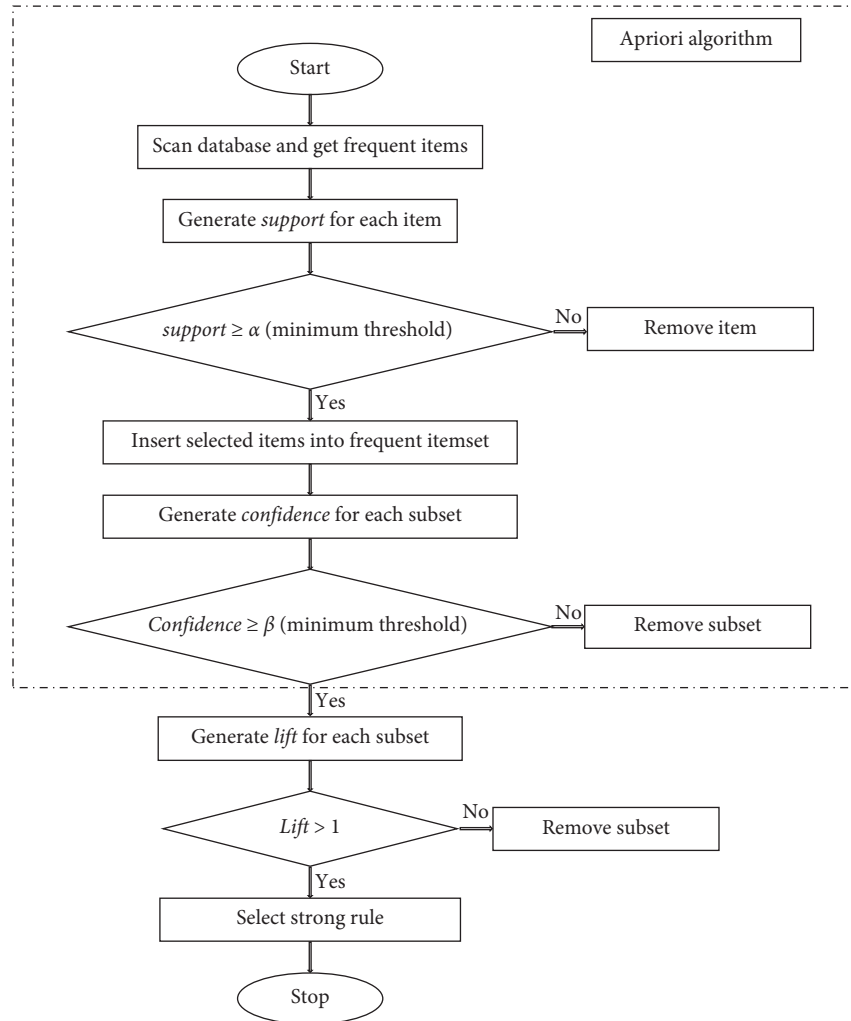 Apriori algorithm
Start
Scan database and get frequent items
Generate support for each item
support ≥ α (minimum threshold)
No
Remove item
Yes
Insert selected items into frequent itemset
Generate confidence for each subset
Confidence ≥ β (minimum threshold)
No
Remove subset
Yes
Generate lift for each subset
Lift > 1
No
Remove subset
Yes
Select strong rule
Stop